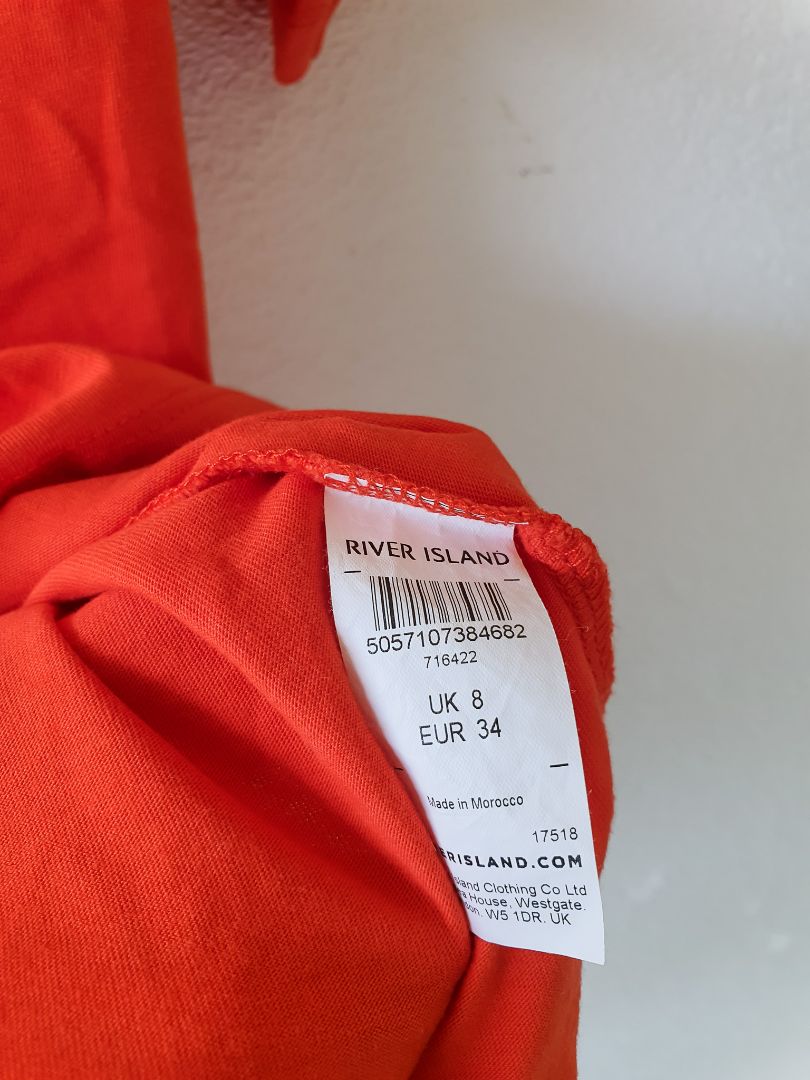 RIVER ISLAND
5057107384682
716422
UK 8
EUR 34
Made in Morocco
17518
ERISLAND.COM
Clothing Co Ltd
House, Westgate.
W5 1DR. UK